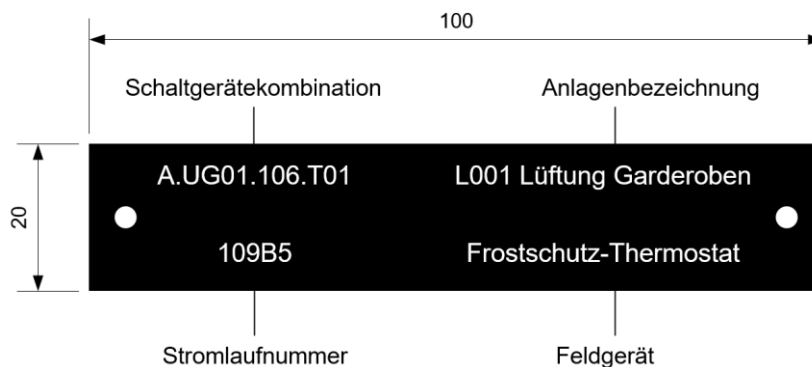 100
Schaltgerätekombination Anlagenbezeichnung
A.UG01.106.T01 L001 Lüftung Garderoben
20
109B5 Frostschutz-Thermostat
Stromlaufnummer Feldgerät